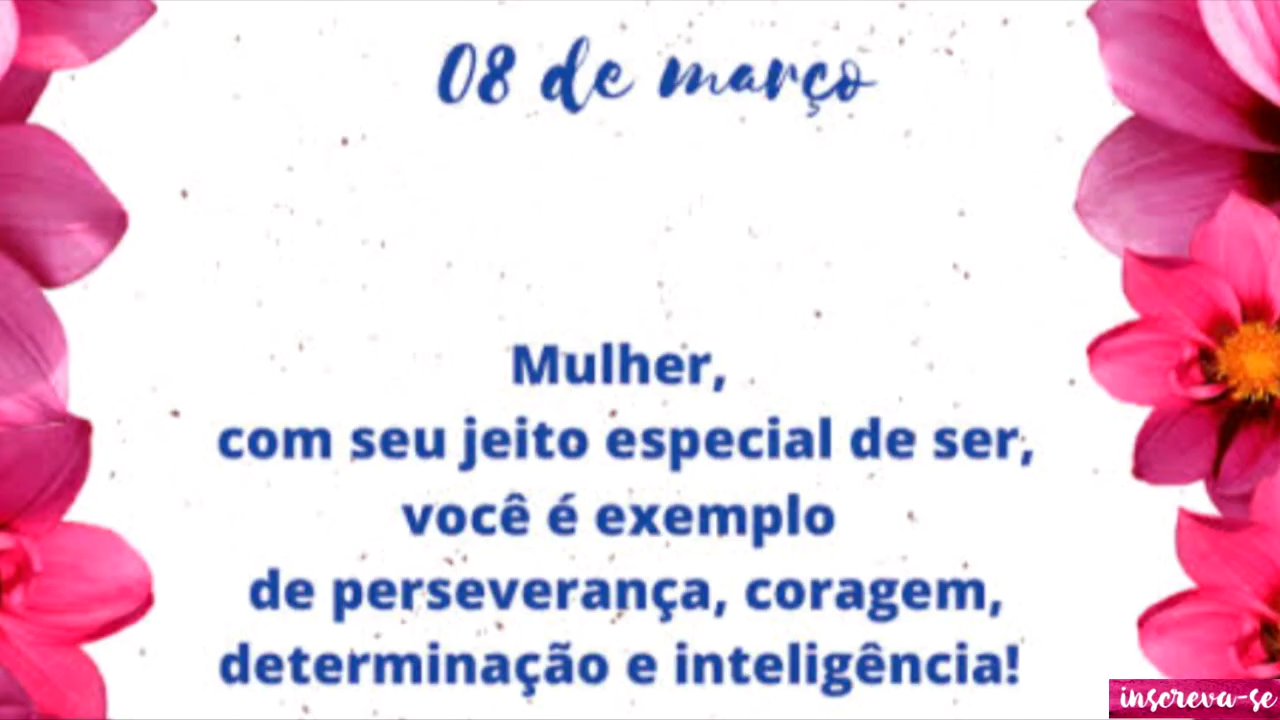 08 de março
Mulher,
com seu jeito especial de ser,
você é exemplo
de perseverança, coragem,
determinação e inteligência!
inscreva-se